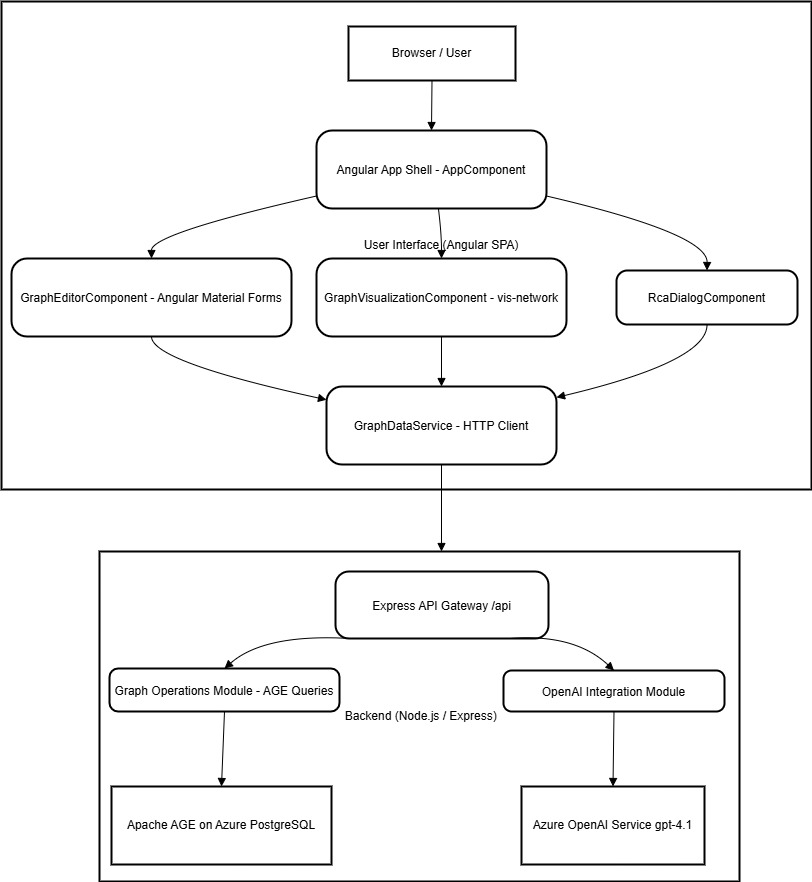 Browser / User
Angular App Shell - AppComponent
User Interface (Angular SPA)
GraphEditorComponent - Angular Material Forms
GraphVisualizationComponent - vis-network
RcaDialogComponent
GraphDataService - HTTP Client
Express API Gateway /api
Graph Operations Module - AGE Queries
OpenAI Integration Module
Backend (Node.js / Express)
Apache AGE on Azure PostgreSQL
Azure OpenAI Service gpt-4.1